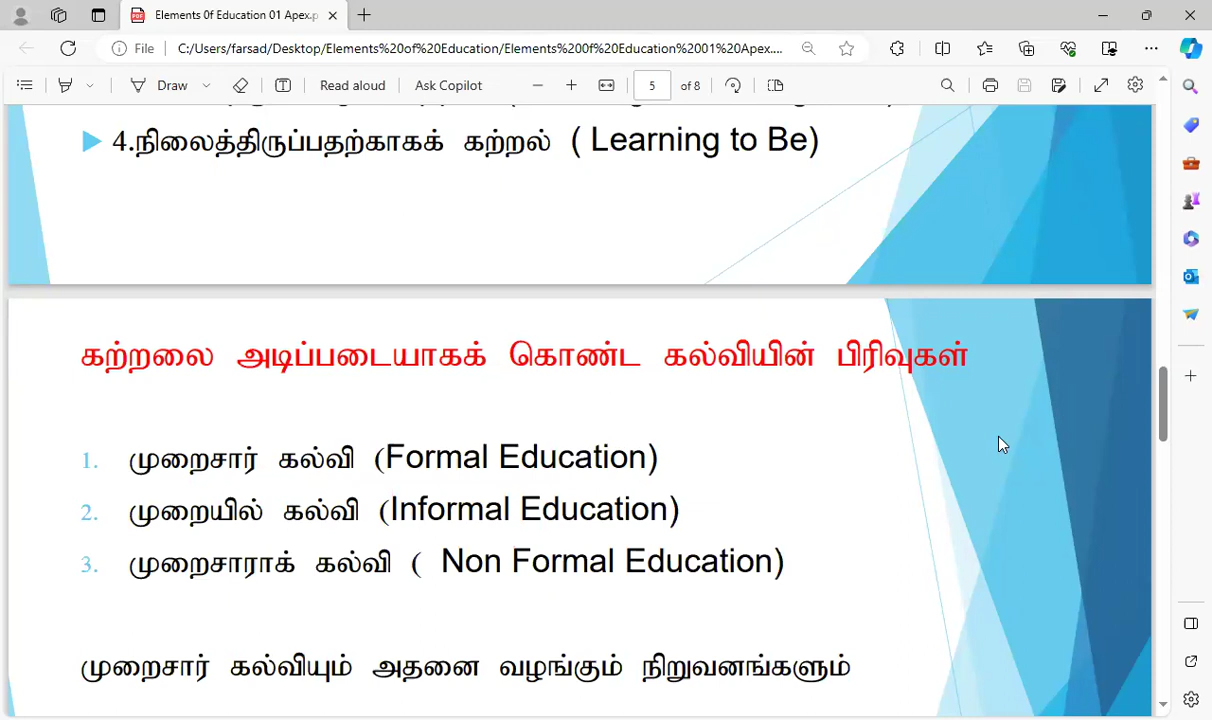 Elements 0f Education 01 Apex.p
File
C:/Users/farsad/Desktop/Elements%20of%20Education/Elements%200f%20Education%2001%20Apex....
Draw
Read aloud
Ask Copilot
5
of 8
4.நிலைத்திருப்பதற்காகக் கற்றல் ( Learning to Be)
கற்றலை அடிப்படையாகக் கொண்ட கல்வியின் பிரிவுகள்
1. முறைசார் கல்வி (Formal Education)
2. முறையில் கல்வி (Informal Education)
3. முறைசாராக் கல்வி ( Non Formal Education)
முறைசார் கல்வியும் அதனை வழங்கும் நிறுவனங்களும்